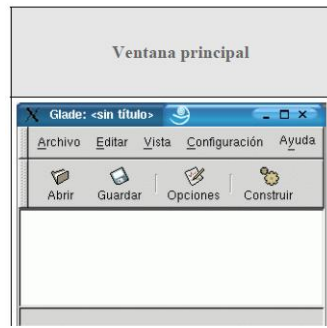 Ventana principal
Glade: <sin título>
Archivo Editar Vista Configuración Ayuda
Abrir Guardar Opciones Construir